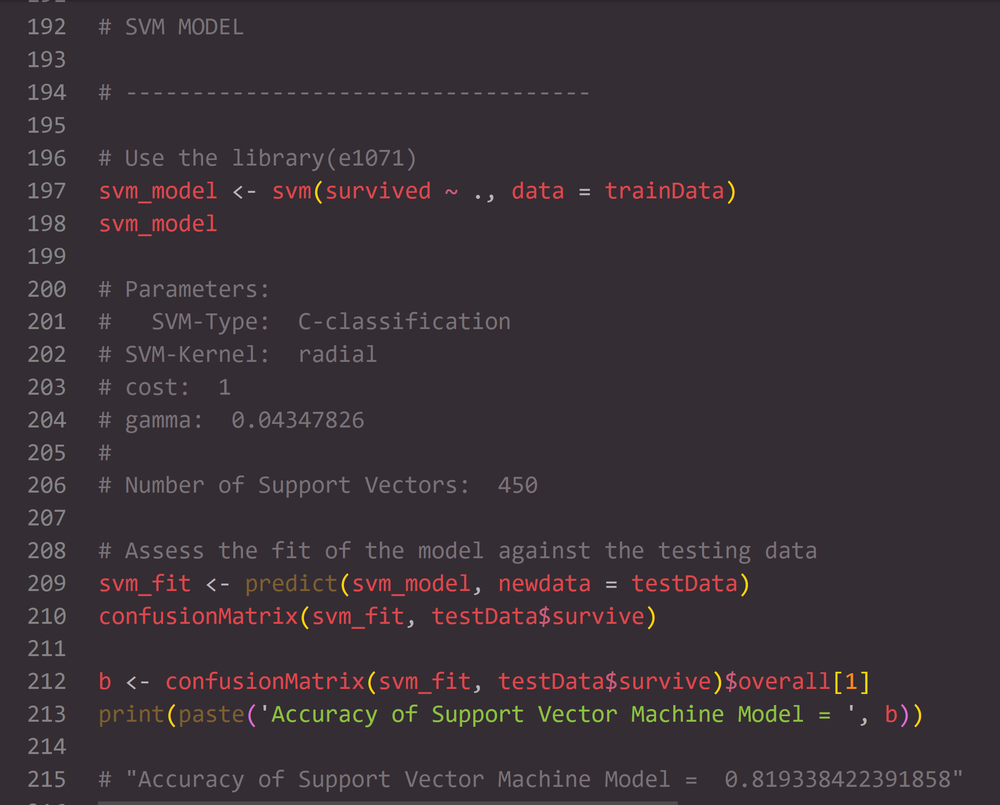 192 # SVM MODEL
193
194 # -----------------------------------
195
196 # Use the library(e1071)
197 svm_model <- svm(survived ~ ., data = trainData)
198 svm_model
199
200 # Parameters:
201 #   SVM-Type:  C-classification
202 # SVM-Kernel:  radial
203 # cost:  1
204 # gamma:  0.04347826
205 #
206 # Number of Support Vectors:  450
207
208 # Assess the fit of the model against the testing data
209 svm_fit <- predict(svm_model, newdata = testData)
210 confusionMatrix(svm_fit, testData$survive)
211
212 b <- confusionMatrix(svm_fit, testData$survive)$overall[1]
213 print(paste('Accuracy of Support Vector Machine Model = ', b))
214
215 # "Accuracy of Support Vector Machine Model =  0.819338422391858"